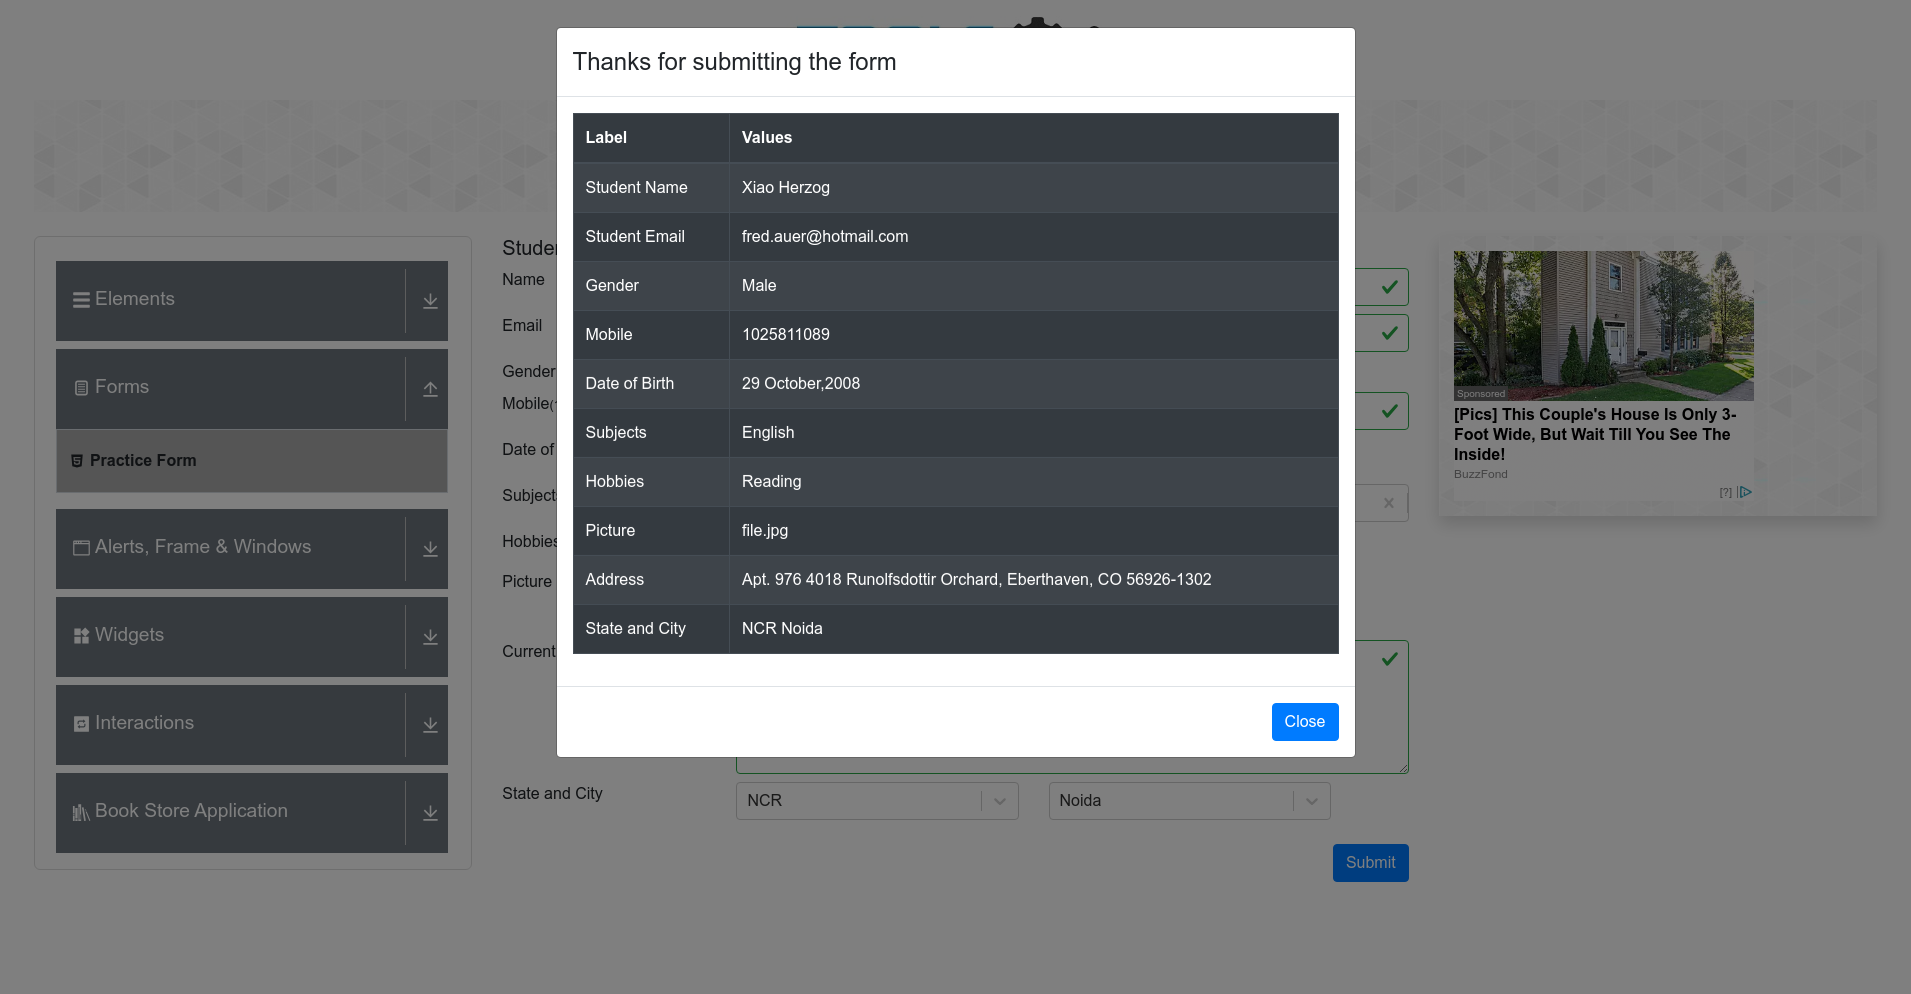 Thanks for submitting the form
Label Values
Student Name Xiao Herzog
Student Email fred.auer@hotmail.com
Gender Male
Mobile 1025811089
Date of Birth 29 October,2008
Subjects English
Hobbies Reading
Picture file.jpg
Address Apt. 976 4018 Runolfsdottir Orchard, Eberthaven, CO 56926-1302
State and City NCR Noida
Close
Elements
Forms
Practice Form
Alerts, Frame & Windows
Widgets
Interactions
Book Store Application
Name
Email
Gender
Mobile
Date of
Hobbies
Picture
Current
State and City NCR Noida
Submit
Sponsored
[Pics] This Couple's House Is Only 3-
Foot Wide, But Wait Till You See The
Inside!
BuzzFond
[?]